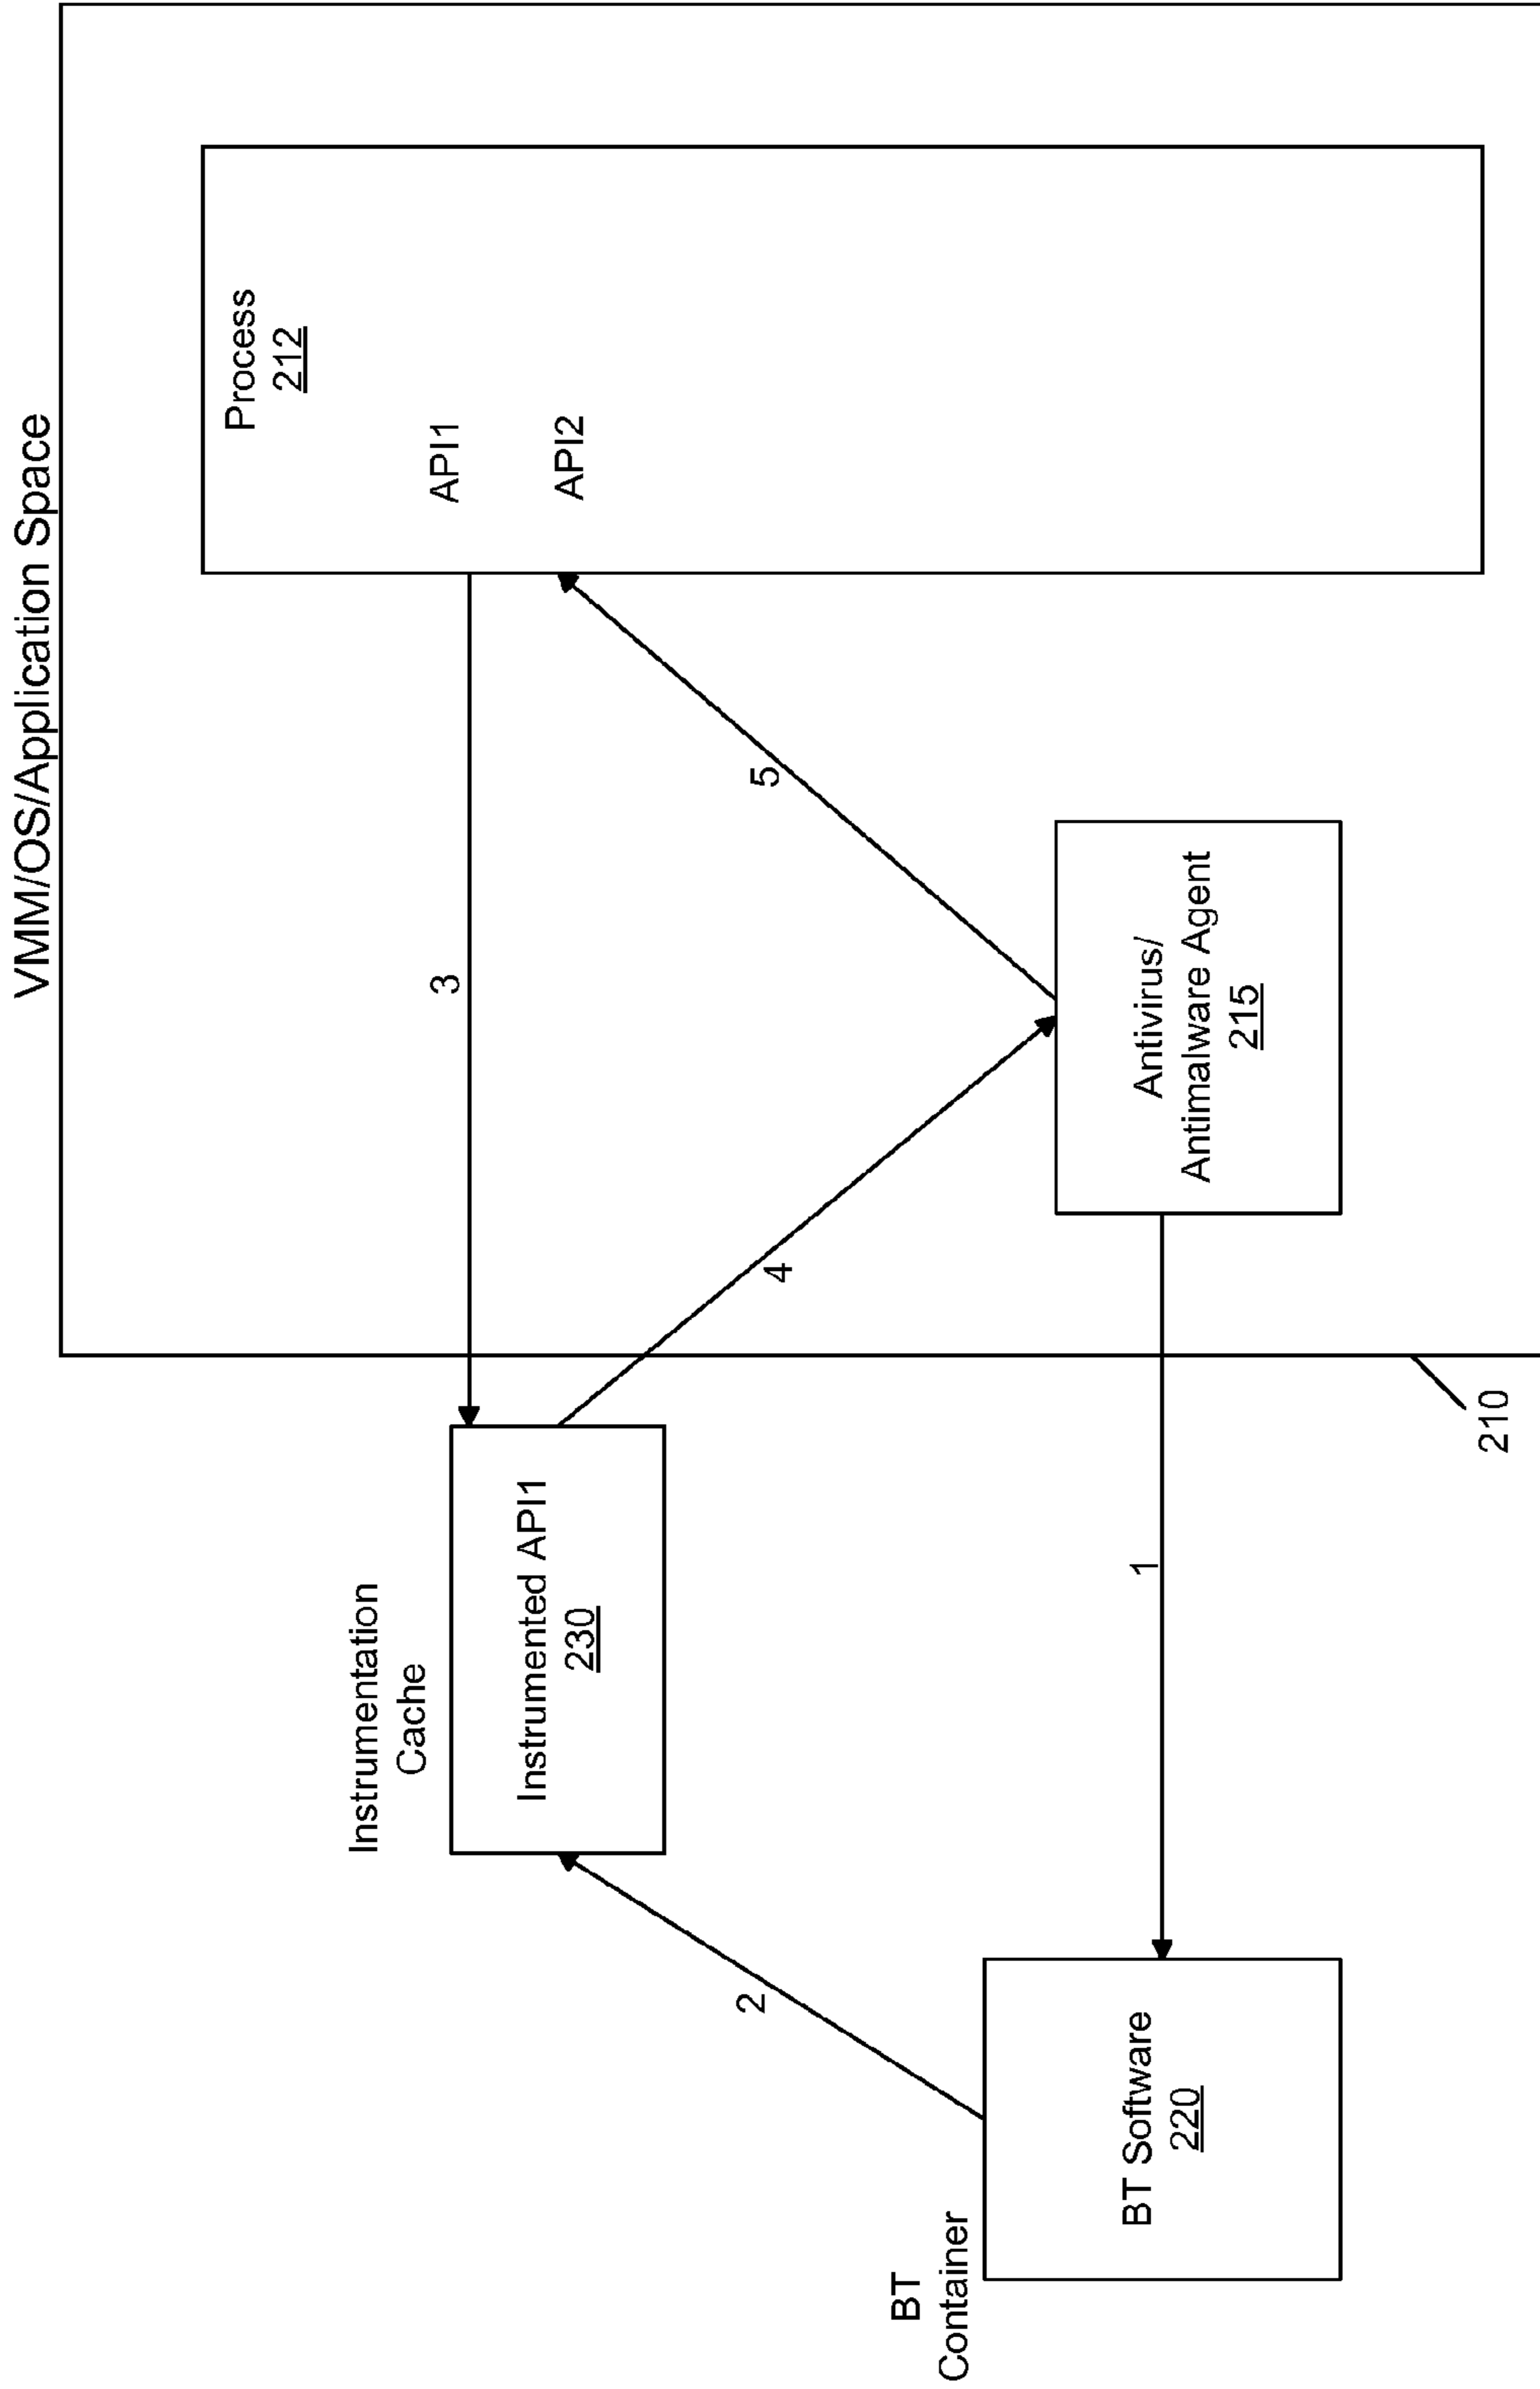 VMM/OS/Application Space
Process
212
API1
API2
3
5
4
Antivirus/
Antimalware Agent
215
Instrumentation
Cache
Instrumented API1
230
2
1
BT
Container
BT Software
220
210